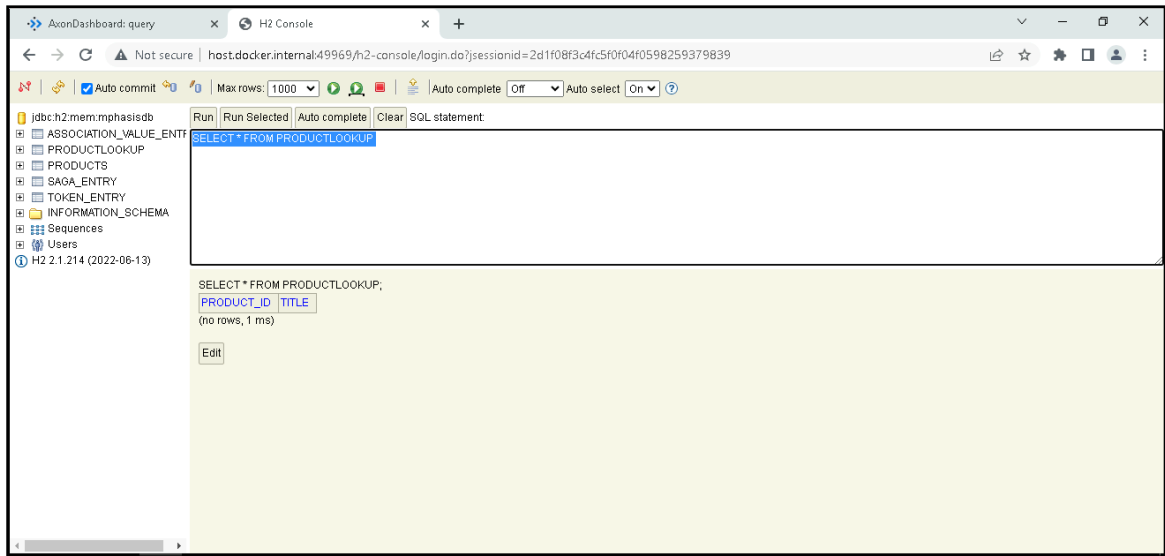 AxonDashboard: query
H2 Console
Not secure | host.docker.internal:49969/h2-console/login.do?jsessionid=2d1f08f3c4fc5f0f04f0598259379839
Auto commit Max rows: 1000 Auto complete Off Auto select On
jdbc:h2:mem:mphasisdb
ASSOCIATION_VALUE_ENTR
PRODUCTLOOKUP
PRODUCTS
SAGA_ENTRY
TOKEN_ENTRY
INFORMATION_SCHEMA
Sequences
Users
H2 2.1.214 (2022-06-13)
Run Run Selected Auto complete Clear SQL statement:
SELECT * FROM PRODUCTLOOKUP
SELECT * FROM PRODUCTLOOKUP;
PRODUCT_ID TITLE
(no rows, 1 ms)
Edit